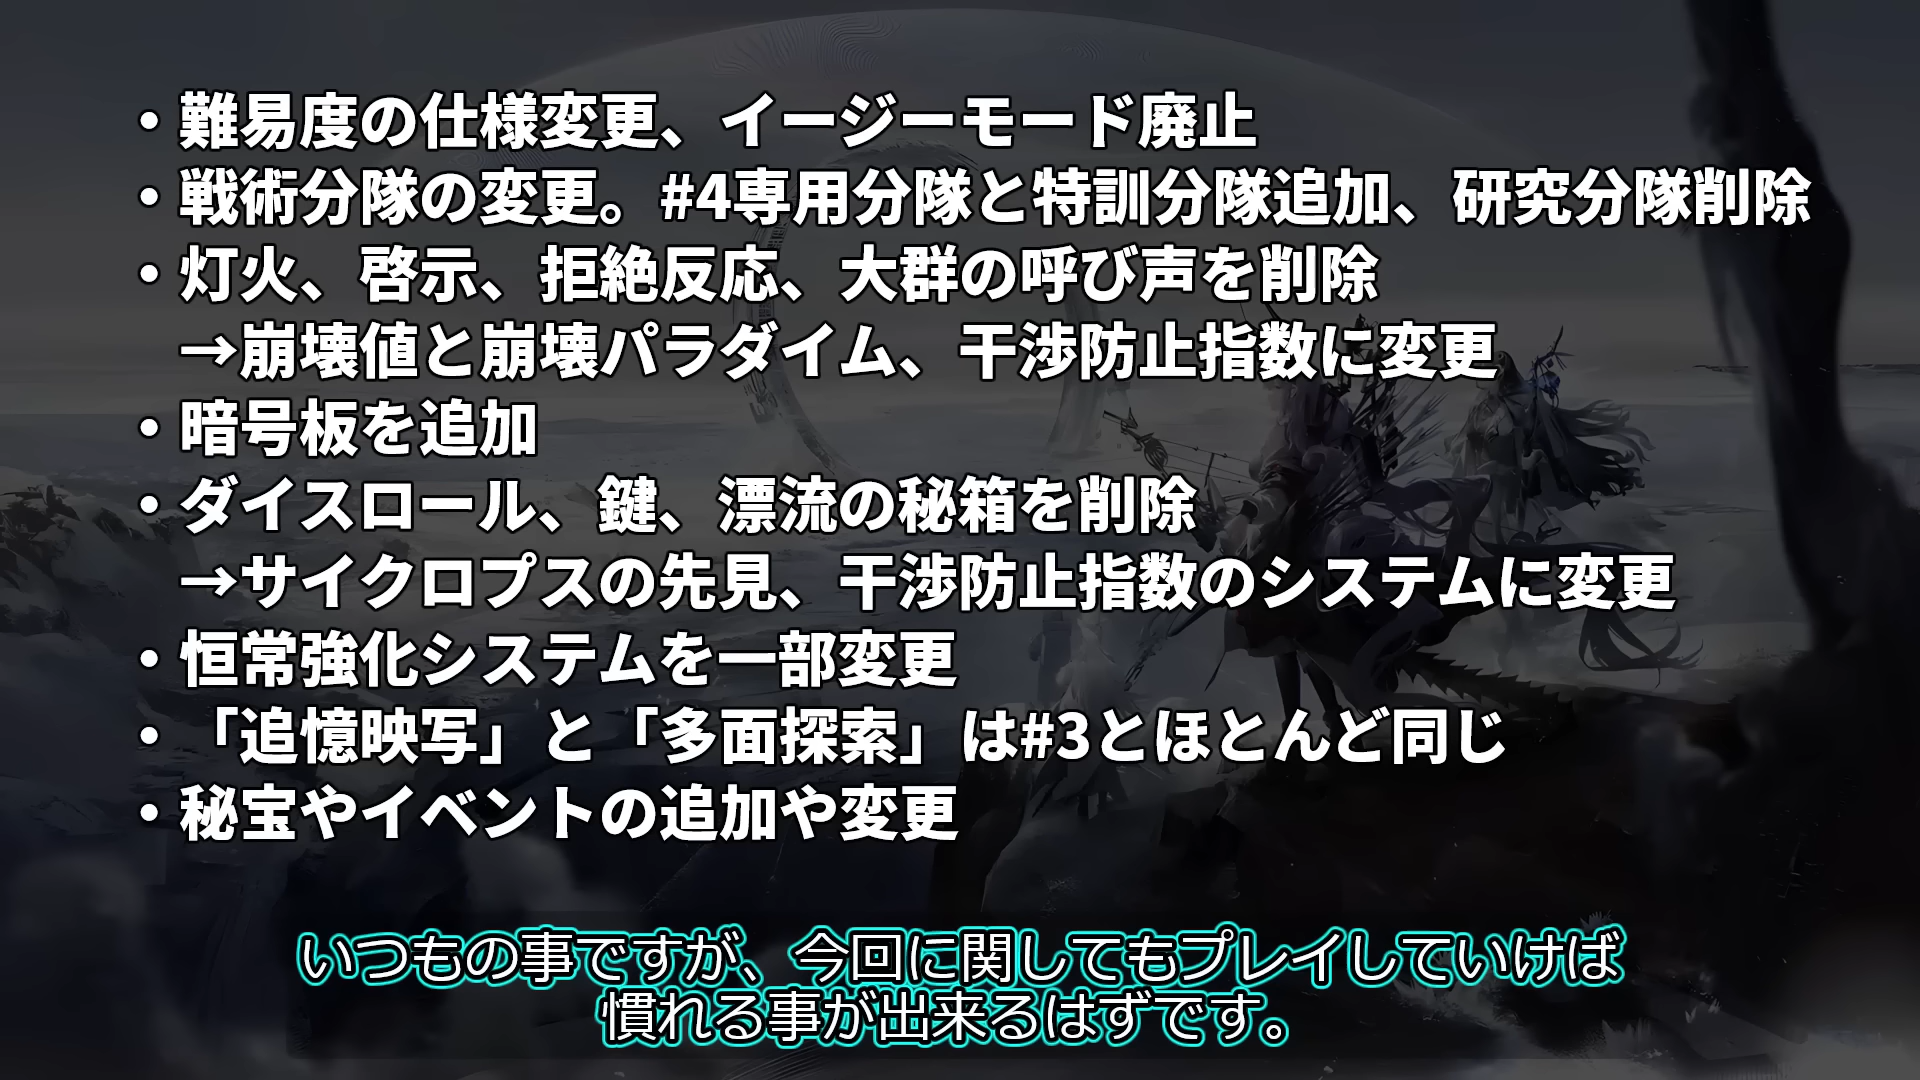 ・難易度の仕様変更、イージーモード廃止
・戦術分隊の変更。#4専用分隊と特訓分隊追加、研究分隊削除
・灯火、啓示、拒絶反応、大群の呼び声を削除
→崩壊値と崩壊パラダイム、干渉防止指数に変更
・暗号板を追加
・ダイスロール、鍵、漂流の秘箱を削除
→サイクロプスの先見、干渉防止指数のシステムに変更
・恒常強化システムを一部変更
・「追憶映写」と「多面探索」は#3とほとんど同じ
・秘宝やイベントの追加や変更
いつもの事ですが、今回に関してもプレイしていけば
慣れる事が出来るはずです。